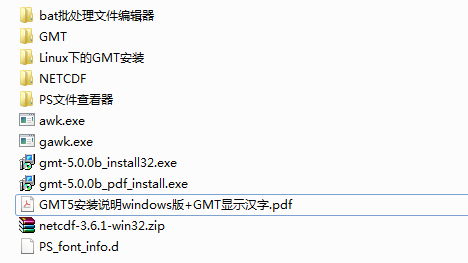 bat批处理文件编辑器
GMT
Linux下的GMT安装
NETCDF
PS文件查看器
awk.exe
gawk.exe
gmt-5.0.0b_install32.exe
gmt-5.0.0b_pdf_install.exe
GMT5安装说明windows版+GMT显示汉字.pdf
netcdf-3.6.1-win32.zip
PS_font_info.d